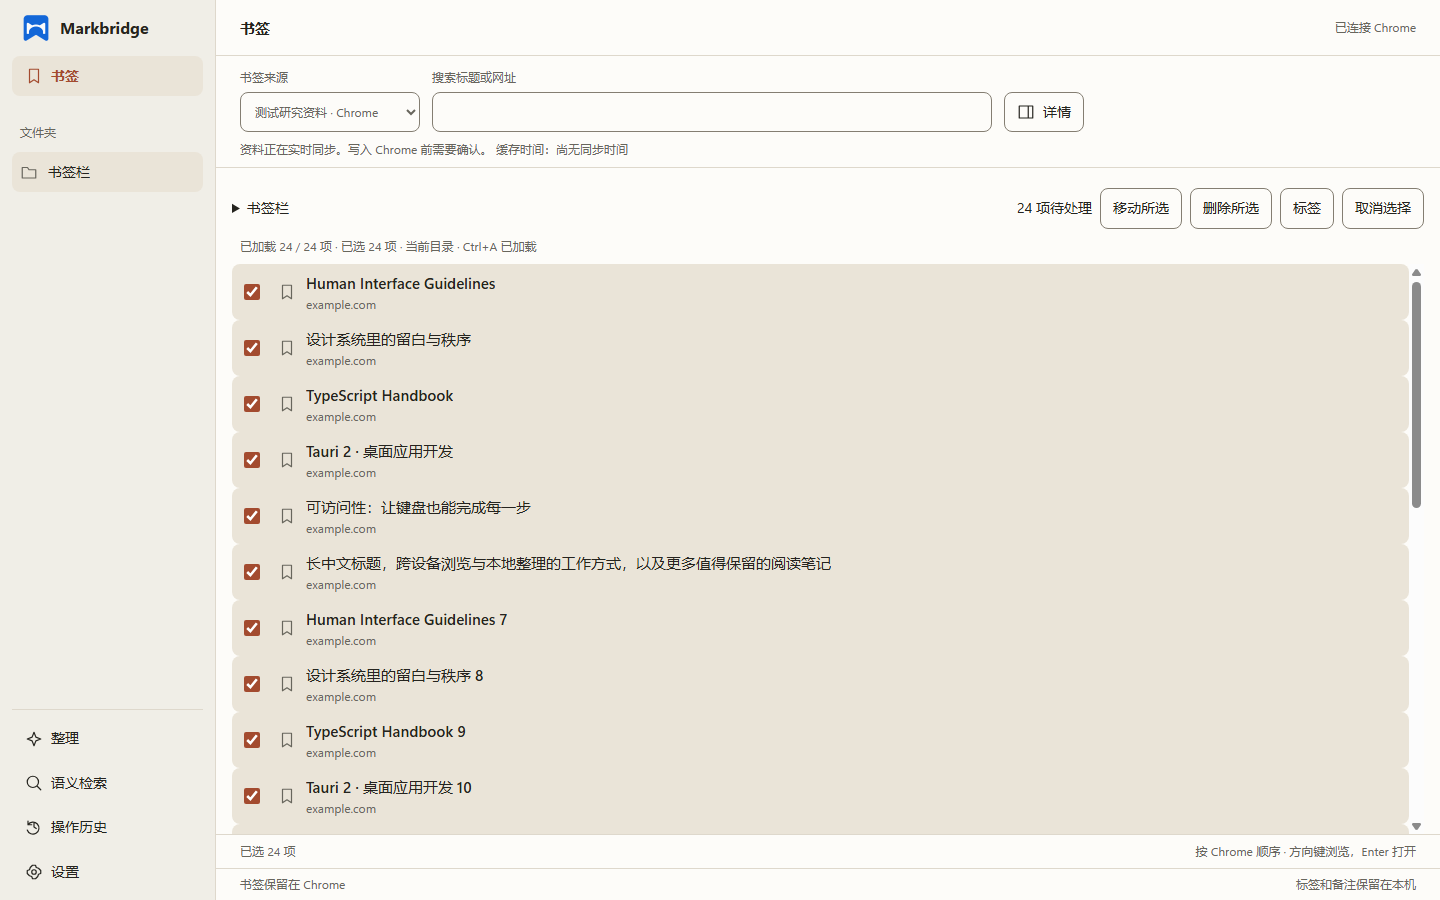 Markbridge
书签
文件夹
书签栏
整理
语义检索
操作历史
设置
书签
已连接 Chrome
书签来源
搜索标题或网址
测试研究资料 · Chrome
详情
资料正在实时同步。写入 Chrome 前需要确认。 缓存时间：尚无同步时间
书签栏
24 项待处理
移动所选
删除所选
标签
取消选择
已加载 24 / 24 项 · 已选 24 项 · 当前目录 · Ctrl+A 已加载
Human Interface Guidelines
example.com
设计系统里的留白与秩序
example.com
TypeScript Handbook
example.com
Tauri 2 · 桌面应用开发
example.com
可访问性：让键盘也能完成每一步
example.com
长中文标题，跨设备浏览与本地整理的工作方式，以及更多值得保留的阅读笔记
example.com
Human Interface Guidelines 7
example.com
设计系统里的留白与秩序 8
example.com
TypeScript Handbook 9
example.com
Tauri 2 · 桌面应用开发 10
example.com
已选 24 项
按 Chrome 顺序 · 方向键浏览，Enter 打开
书签保留在 Chrome
标签和备注保留在本机